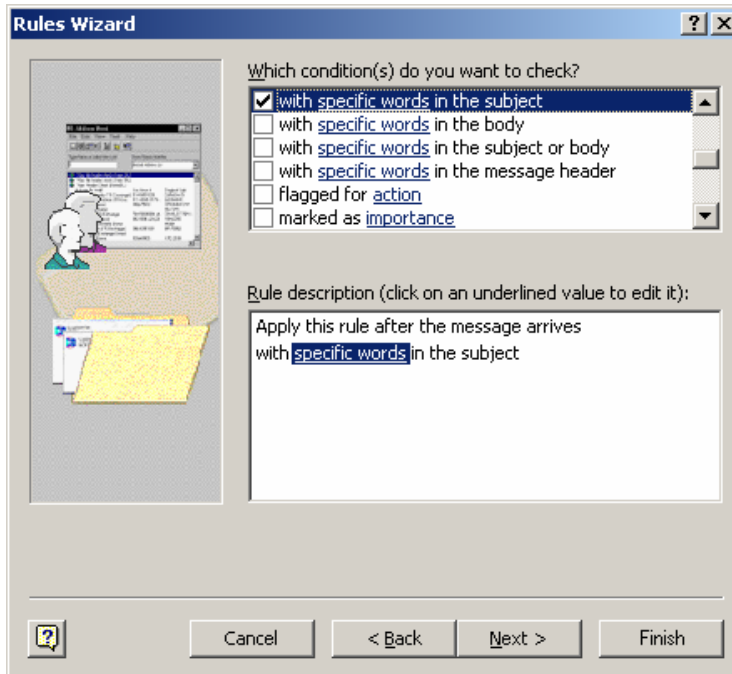 Rules Wizard
Which condition(s) do you want to check?
with specific words in the subject
with specific words in the body
with specific words in the subject or body
with specific words in the message header
flagged for action
marked as importance
Rule description (click on an underlined value to edit it):
Apply this rule after the message arrives
with specific words in the subject
Cancel
< Back
Next >
Finish